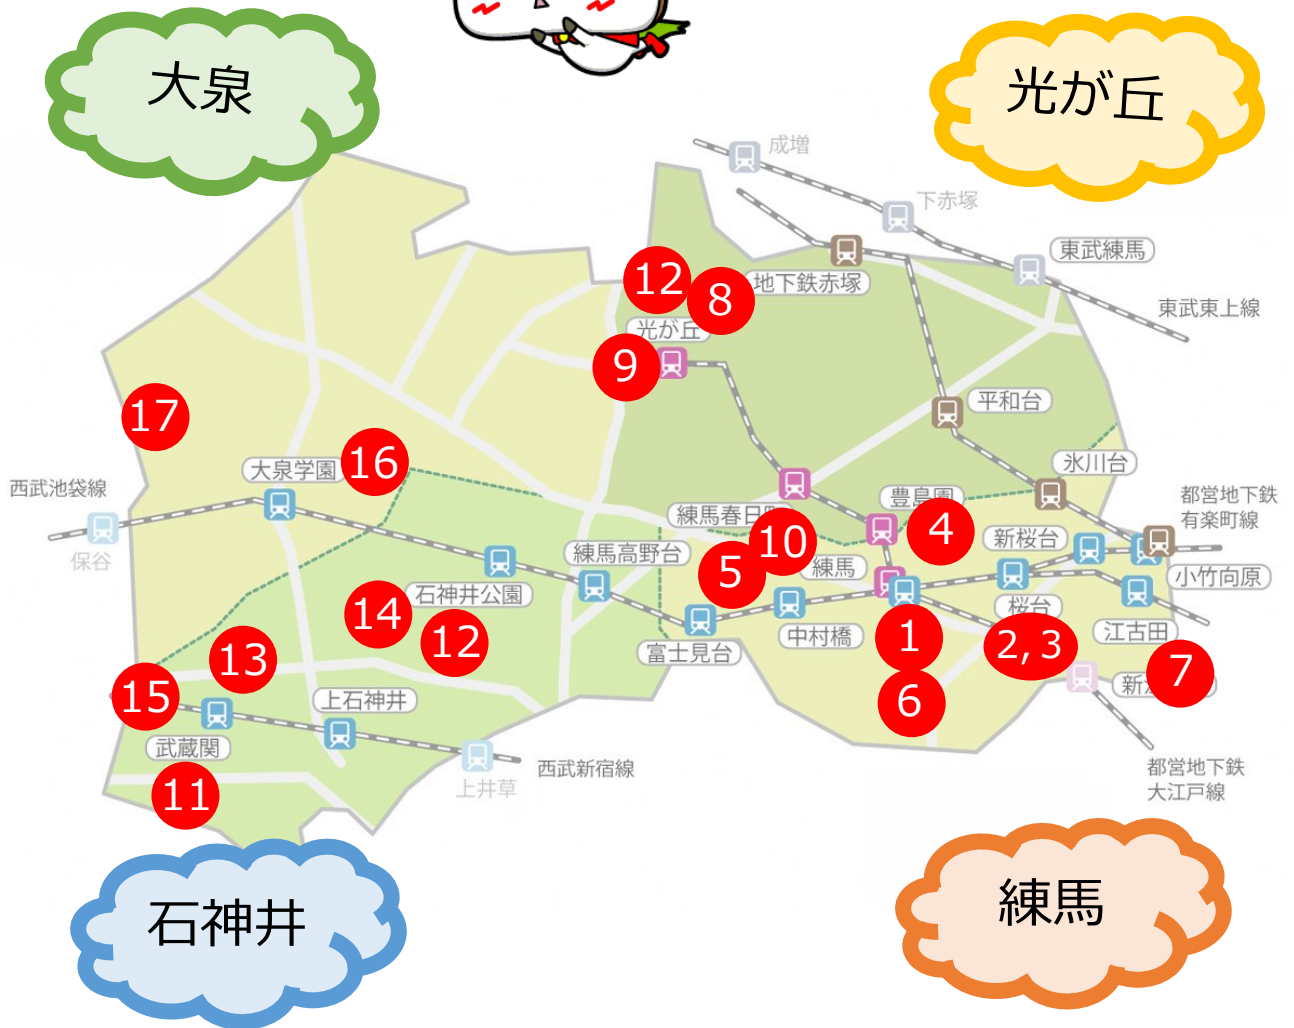 大泉
光が丘
成増
下赤塚
東武練馬
12
8
地下鉄赤塚
東武東上線
光が丘
9
平和台
17
大泉学園
16
氷川台
西武池袋線
保谷
豊島園
都営地下鉄
有楽町線
練馬春日町
4
新桜台
10
練馬高野台
5
練馬
小竹向原
14
石神井公園
12
中村橋
桜台
1
2,3
江古田
13
富士見台
7
15
上石神井
6
武蔵関
西武新宿線
上井草
11
都営地下鉄
大江戸線
石神井
練馬